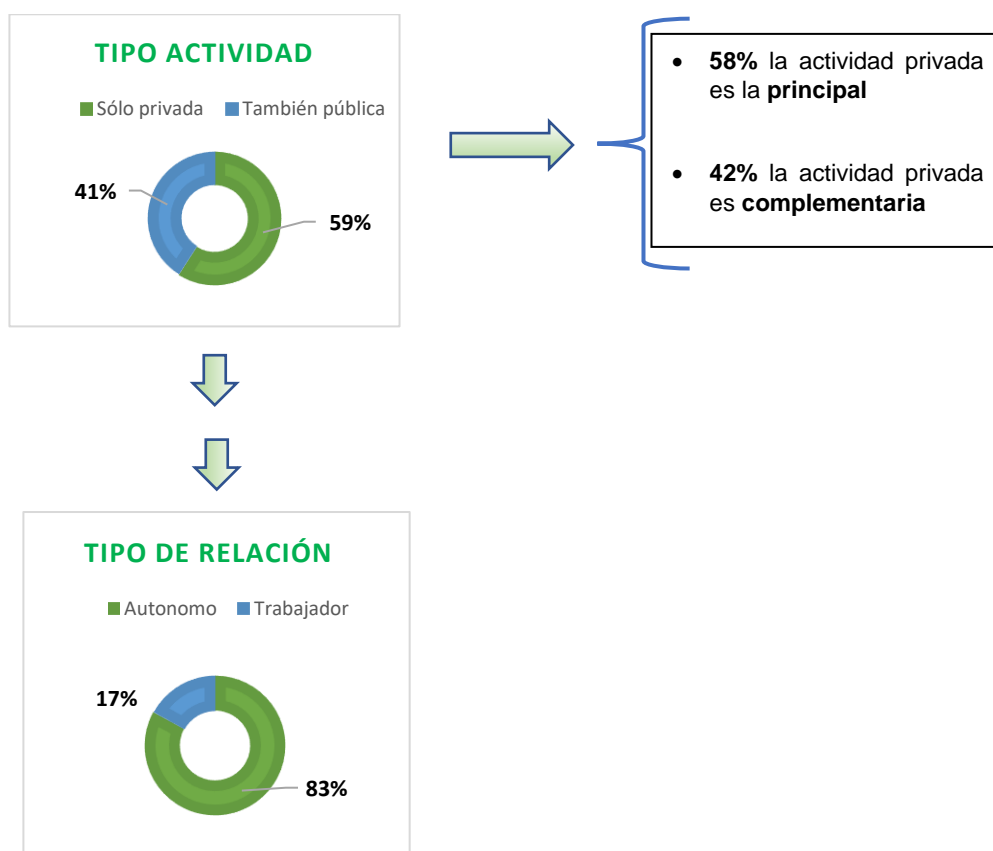 TIPO ACTIVIDAD
Sólo privada También pública
41%
59%
• 58% la actividad privada
es la principal
• 42% la actividad privada
es complementaria
TIPO DE RELACIÓN
Autonomo Trabajador
17%
83%